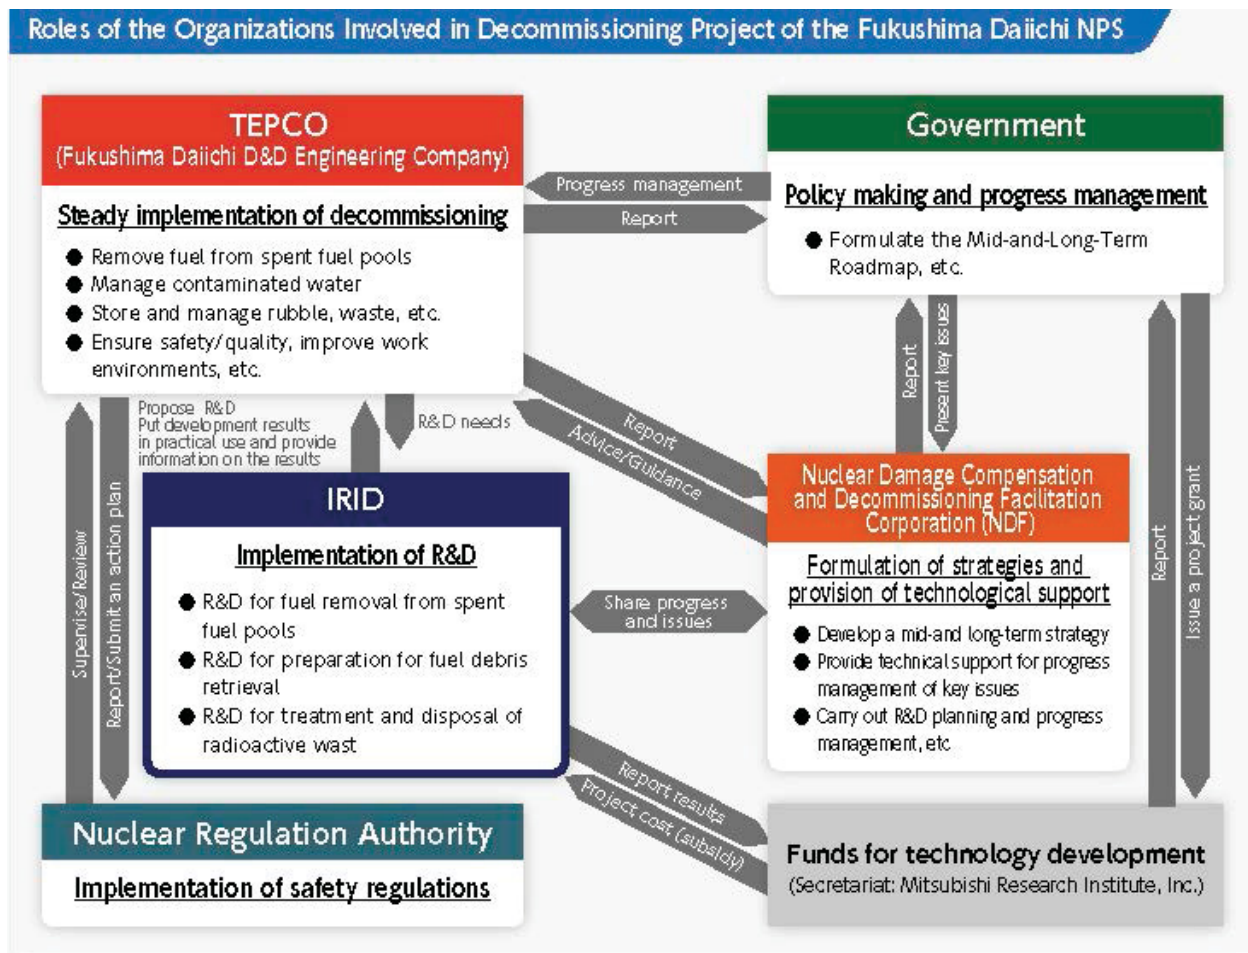 Roles of the Organizations Involved in Decommissioning Project of the Fukushima Daiichi NPS
TEPCO
(Fukushima Daiichi D&D Engineering Company)
Steady implementation of decommissioning
● Remove fuel from spent fuel pools
● Manage contaminated water
● Store and manage rubble, waste, etc.
● Ensure safety/quality, improve work
environments, etc.
Progress management
Report
Government
Policy making and progress management
● Formulate the Mid-and-Long-Term
Roadmap, etc.
Propose R&D
Put development results
in practical use and provide
information on the results
R&D needs
Report
Advice/Guidance
Report
Present key issues
Report
Issue a project grant
Supervise/Review
Report/Submit an action plan
IRID
Implementation of R&D
● R&D for fuel removal from spent
fuel pools
● R&D for preparation for fuel debris
retrieval
● R&D for treatment and disposal of
radioactive wast
Share progress
and issues
Nuclear Damage Compensation
and Decommissioning Facilitation
Corporation (NDF)
Formulation of strategies and
provision of technological support
● Develop a mid-and long-term strategy
● Provide technical support for progress
management of key issues
● Carry out R&D planning and progress
management, etc
Report results
Project cost (subsidy)
Nuclear Regulation Authority
Implementation of safety regulations
Funds for technology development
(Secretariat: Mitsubishi Research Institute, Inc.)